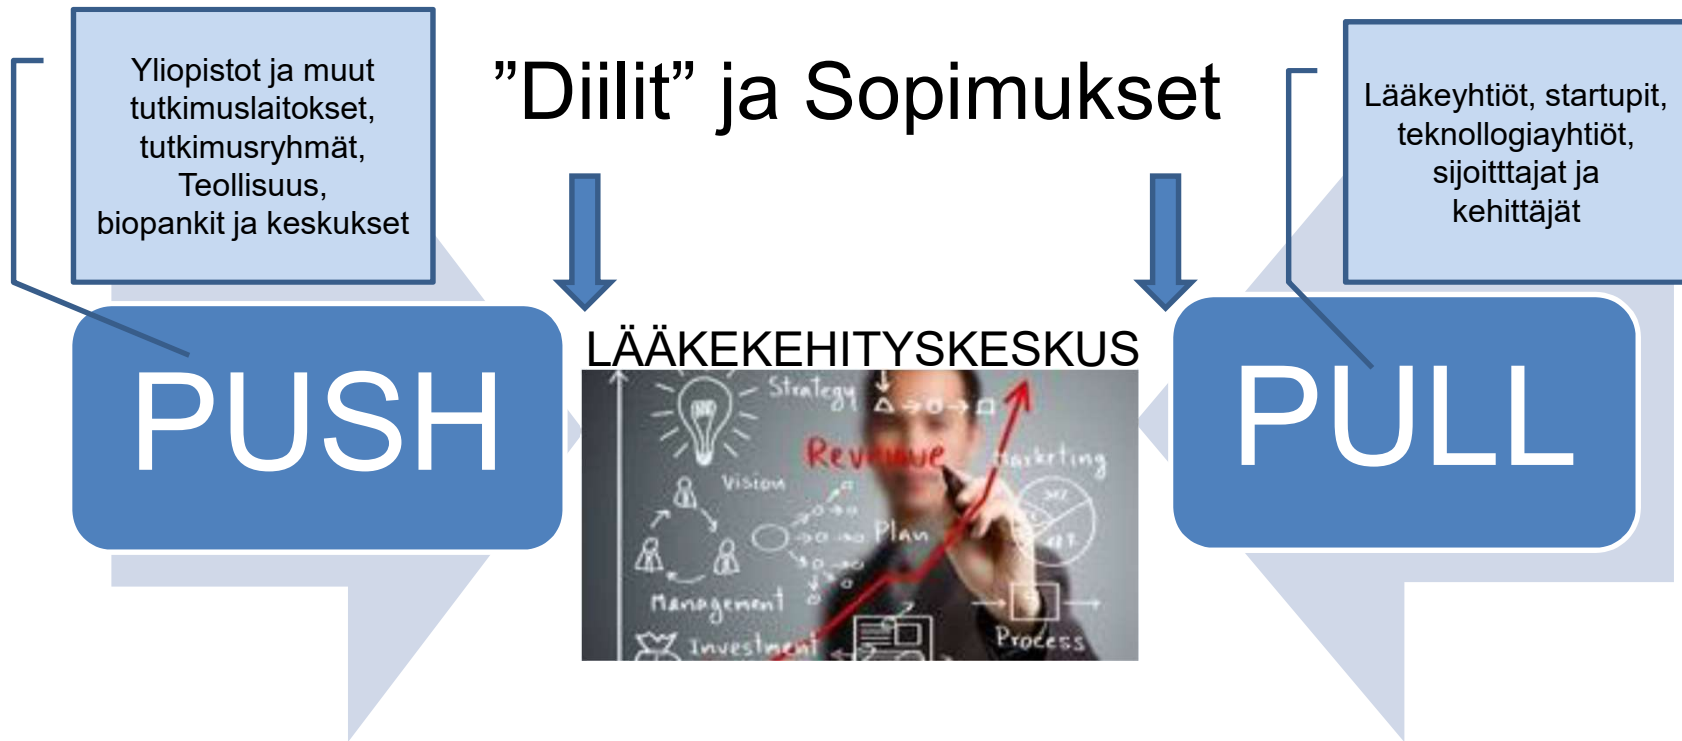 Yliopistot ja muut
tutkimuslaitokset,
tutkimusryhmät,
Teollisuus,
biopankit ja keskukset
”Diilit” ja Sopimukset
Lääkeyhtiöt, startupit,
teknollogiayhtiöt,
sijoitttajat ja
kehittäjät
PUSH
LÄÄKEKEHITYSKESKUS
PULL
Strategy
Revenue
Marketing
Vision
Plan
Management
Investment
Process